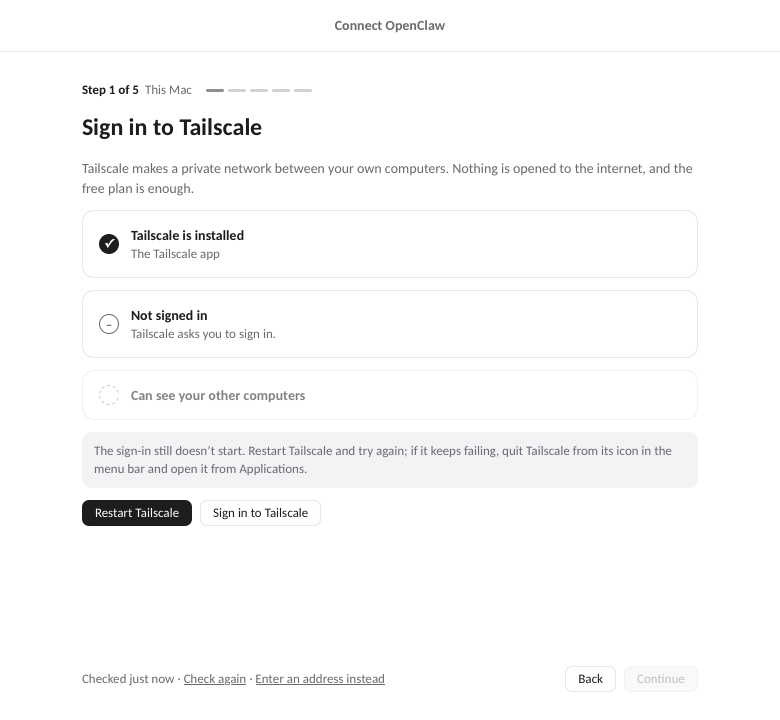 Connect OpenClaw
Step 1 of 5 This Mac
Sign in to Tailscale
Tailscale makes a private network between your own computers. Nothing is opened to the internet, and the
free plan is enough.
Tailscale is installed
The Tailscale app
Not signed in
Tailscale asks you to sign in.
Can see your other computers
The sign-in still doesn’t start. Restart Tailscale and try again; if it keeps failing, quit Tailscale from its icon in the
menu bar and open it from Applications.
Restart Tailscale Sign in to Tailscale
Checked just now · Check again · Enter an address instead Back Continue